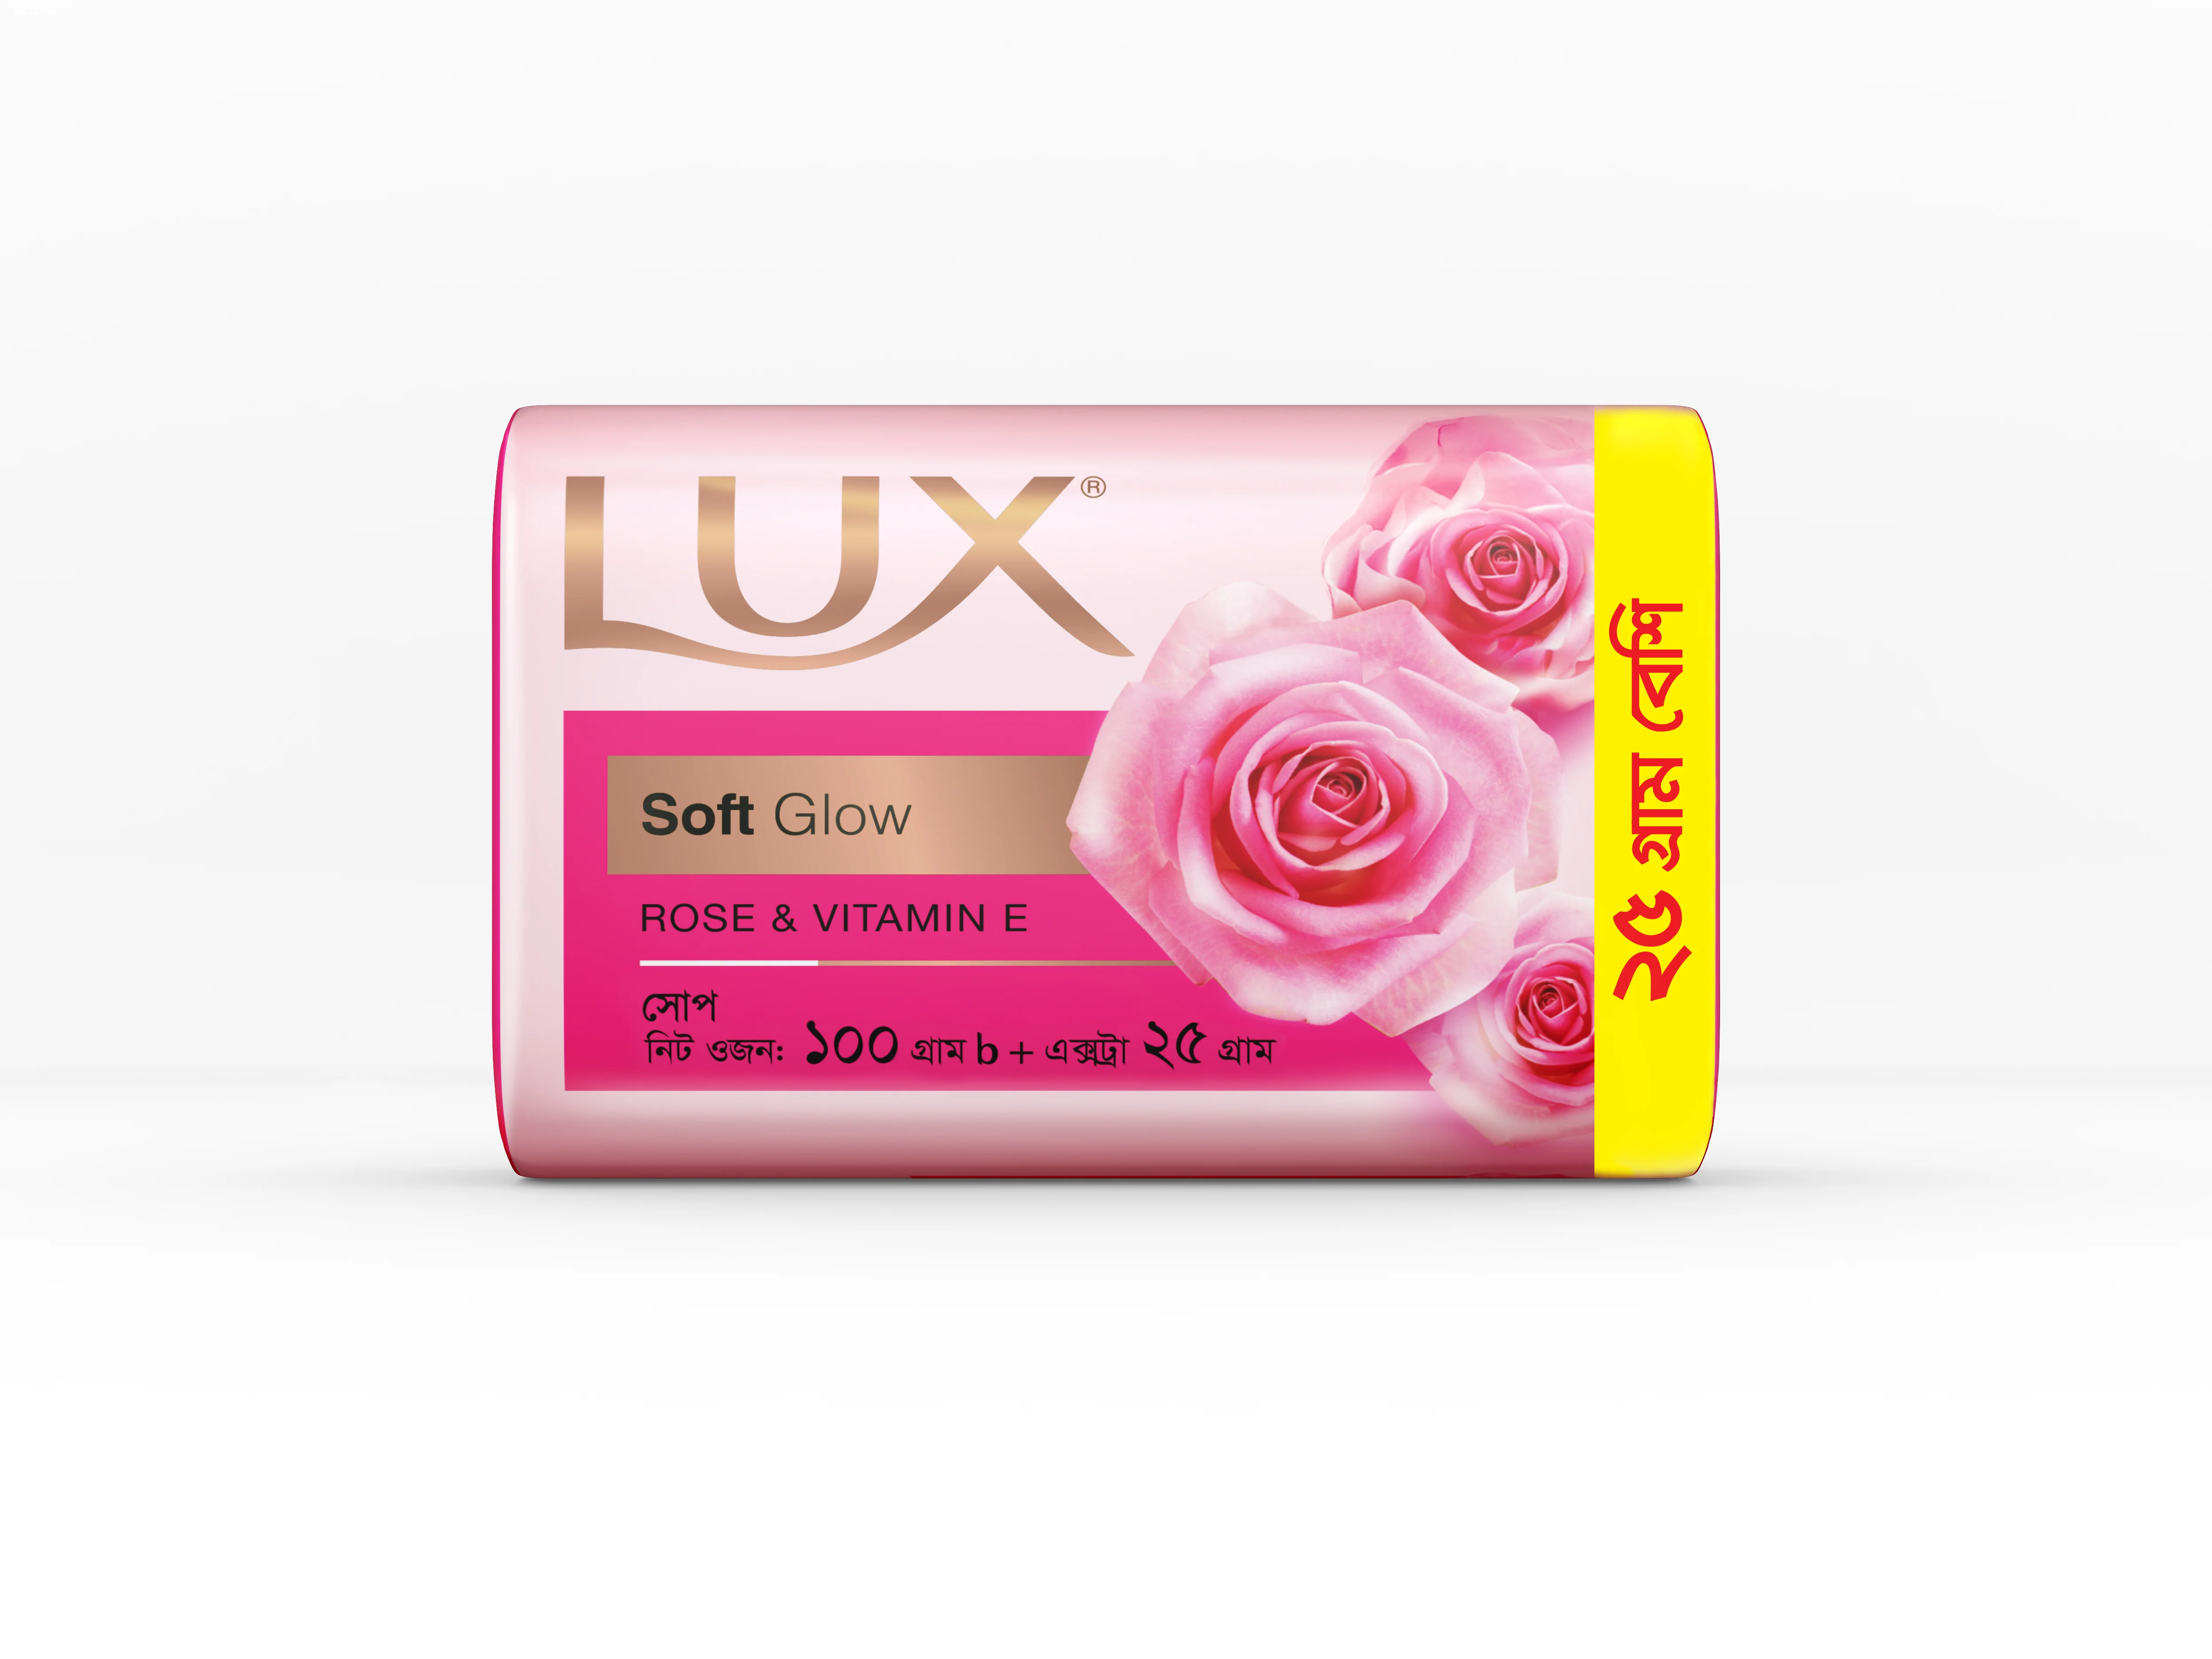 LUX®
Soft Glow
ROSE & VITAMIN E
সোপ
নিট ওজন: ১০০ গ্রাম b + এক্সট্রা ২৫ গ্রাম
২৫ গ্রাম বেশি